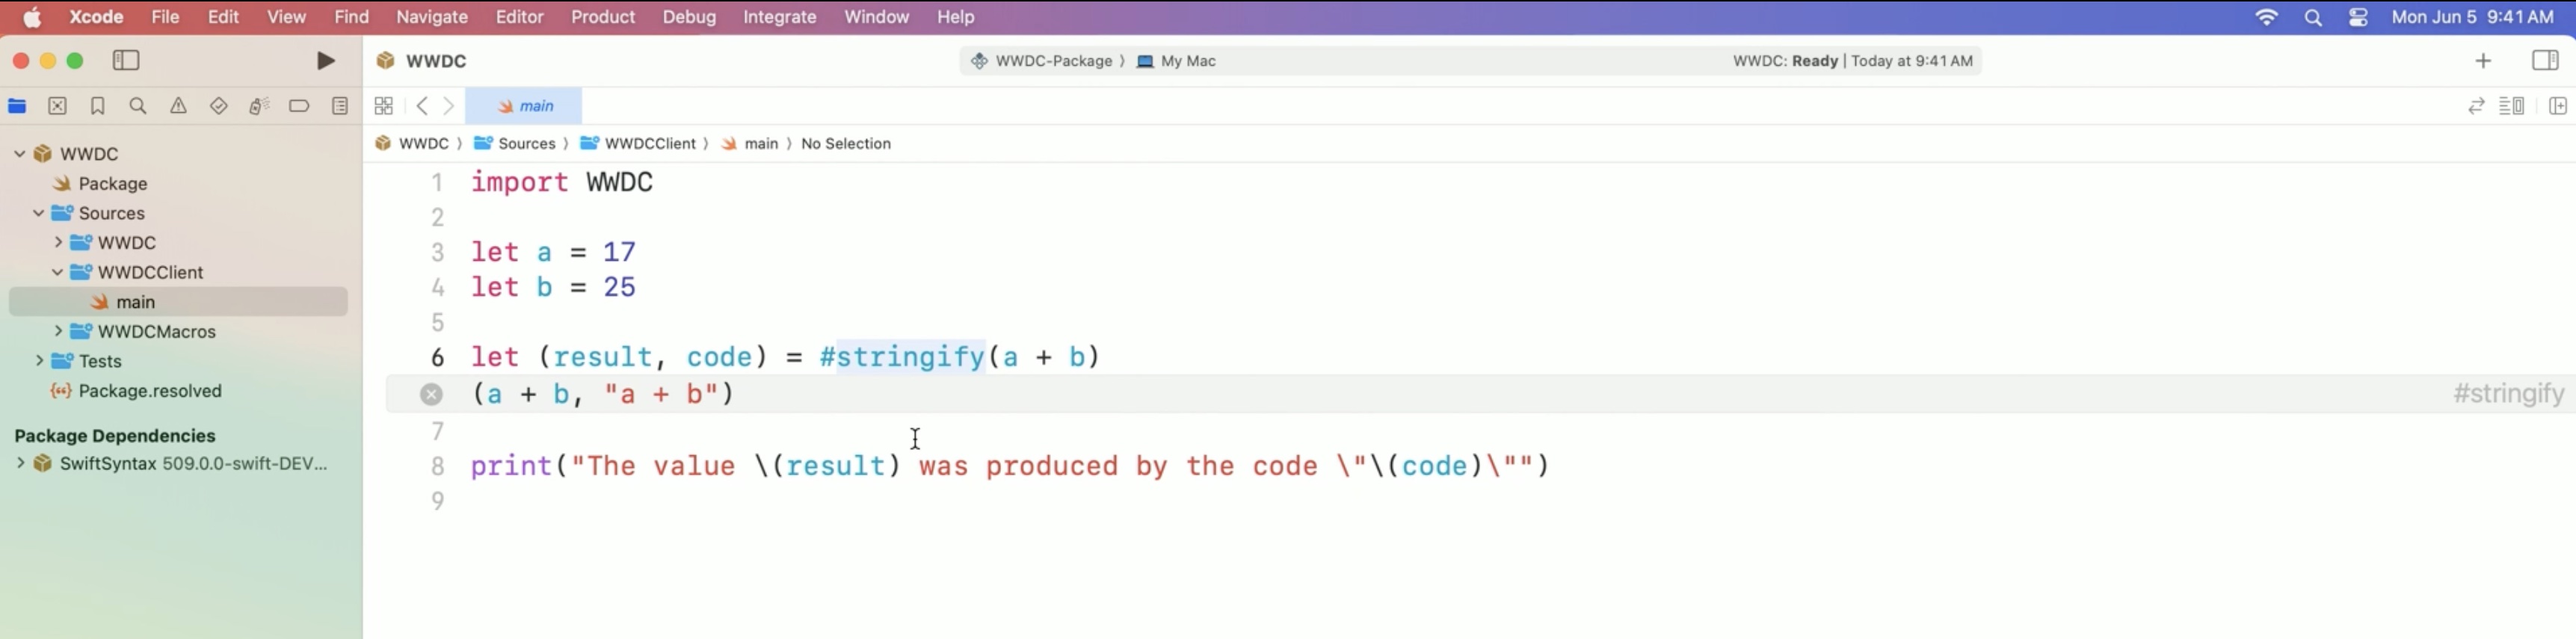 Xcode File Edit View Find Navigate Editor Product Debug Integrate Window Help Mon Jun 5 9:41 AM
WWDC WWDC-Package 〉 My Mac WWDC: Ready | Today at 9:41 AM
main
WWDC 〉 Sources 〉 WWDCClient 〉 main 〉 No Selection
WWDC
Package
Sources
WWDC
WWDCClient
main
WWDCMacros
Tests
Package.resolved
Package Dependencies
SwiftSyntax 509.0.0-swift-DEV...
1 import WWDC
2
3 let a = 17
4 let b = 25
5
6 let (result, code) = #stringify(a + b)
(a + b, "a + b") #stringify
7
8 print("The value \(result) was produced by the code \"\(code)\"")
9